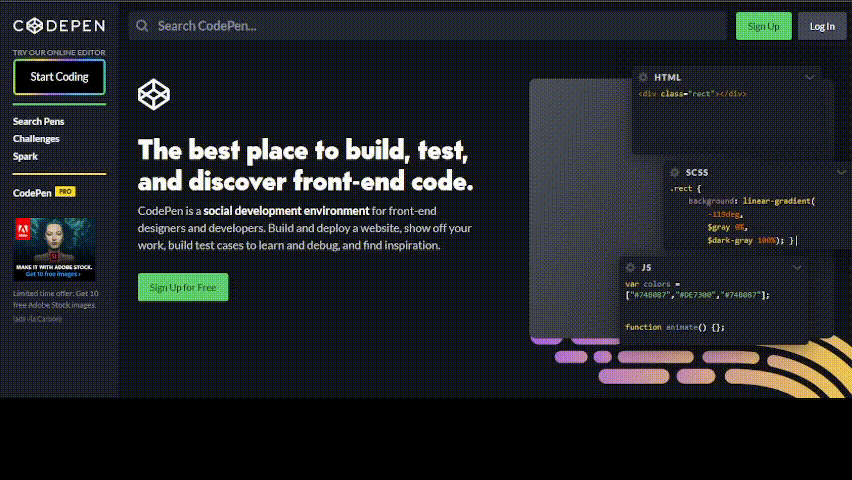 CODEPEN
Search CodePen...
Sign Up
Log In
TRY OUR ONLINE EDITOR
Start Coding
Search Pens
Challenges
Spark
CodePen PRO
Adobe
MAKE IT WITH ADOBE STOCK.
Get 10 free images ›
Limited time offer: Get 10
free Adobe Stock images.
(ads via Carbon)
The best place to build, test,
and discover front-end code.
CodePen is a social development environment for front-end
designers and developers. Build and deploy a website, show off your
work, build test cases to learn and debug, and find inspiration.
Sign Up for Free
HTML
<div class="rect"></div>
SCSS
.rect {
background: linear-gradient(
-119deg,
$gray 0%,
$dark-gray 100%); }
JS
var colors =
["#74B087","#DE7300","#74B087"];
function animate() {};